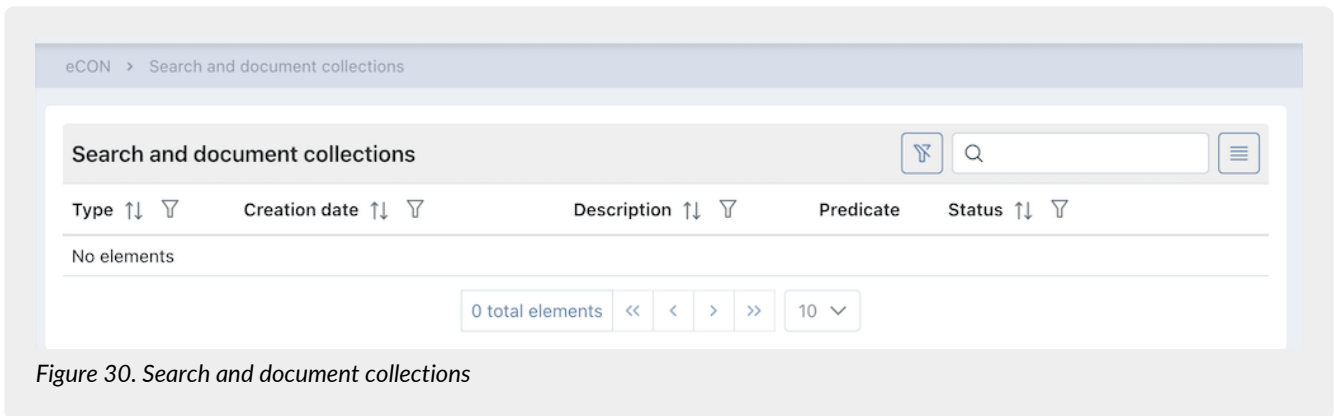 eCON > Search and document collections
Search and document collections
Type Creation date Description Predicate Status
No elements
0 total elements << < > >> 10
Figure 30. Search and document collections